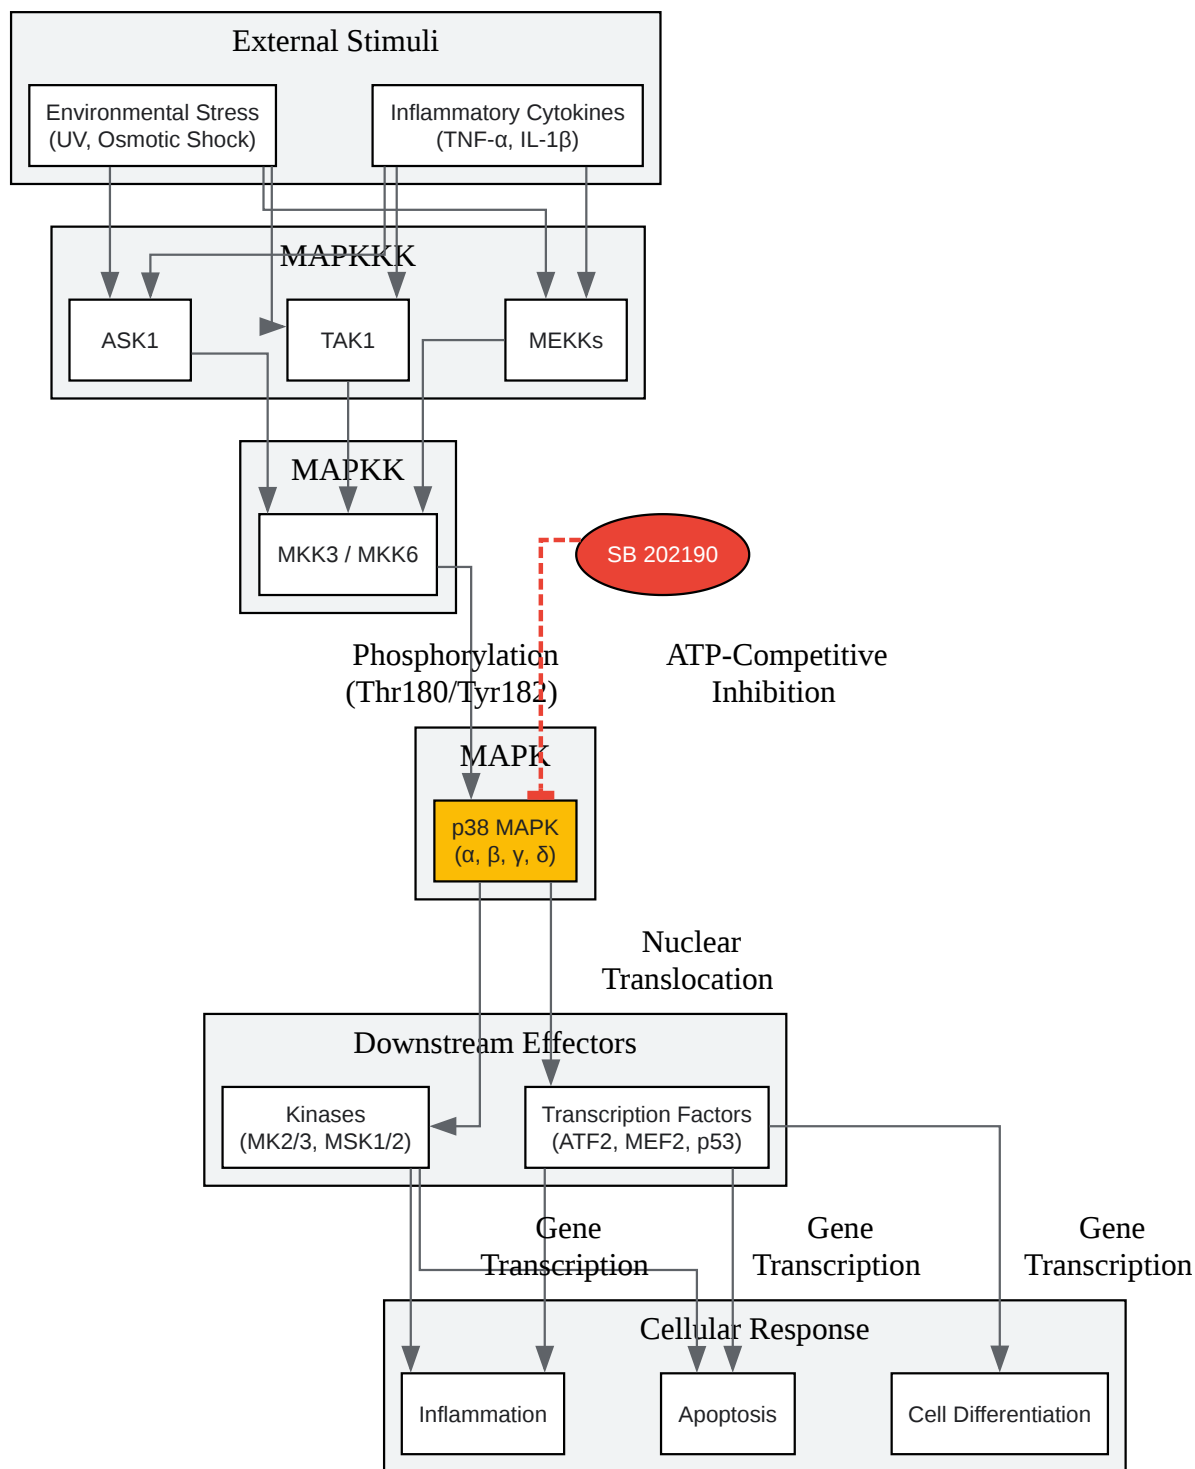 External Stimuli
Environmental Stress
(UV, Osmotic Shock)
Inflammatory Cytokines
(TNF-α, IL-1β)
MAPKKK
ASK1
TAK1
MEKKs
MAPKK
MKK3 / MKK6
SB 202190
Phosphorylation
(Thr180/Tyr182)
ATP-Competitive
Inhibition
MAPK
p38 MAPK
(α, β, γ, δ)
Nuclear
Translocation
Downstream Effectors
Kinases
(MK2/3, MSK1/2)
Transcription Factors
(ATF2, MEF2, p53)
Gene
Transcription
Gene
Transcription
Gene
Transcription
Cellular Response
Inflammation
Apoptosis
Cell Differentiation